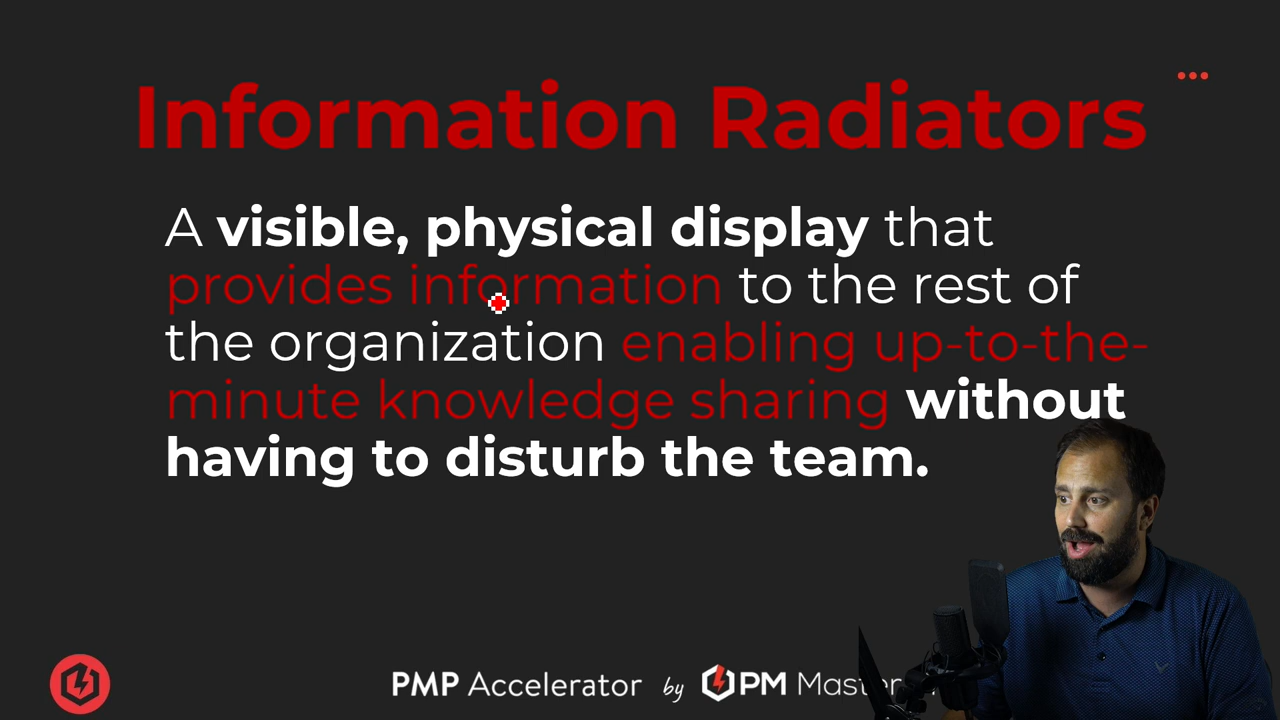 Information Radiators
A visible, physical display that
provides information to the rest of
the organization enabling up-to-the-
minute knowledge sharing without
having to disturb the team.
PMP Accelerator by PM